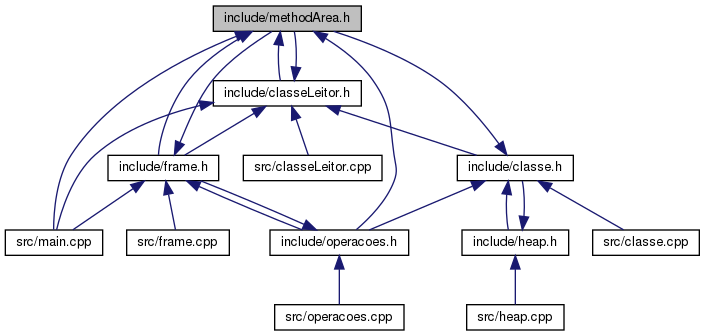 include/methodArea.h
include/classeLeitor.h
include/frame.h
src/classeLeitor.cpp
include/classe.h
src/main.cpp
src/frame.cpp
include/operacoes.h
include/heap.h
src/classe.cpp
src/operacoes.cpp
src/heap.cpp